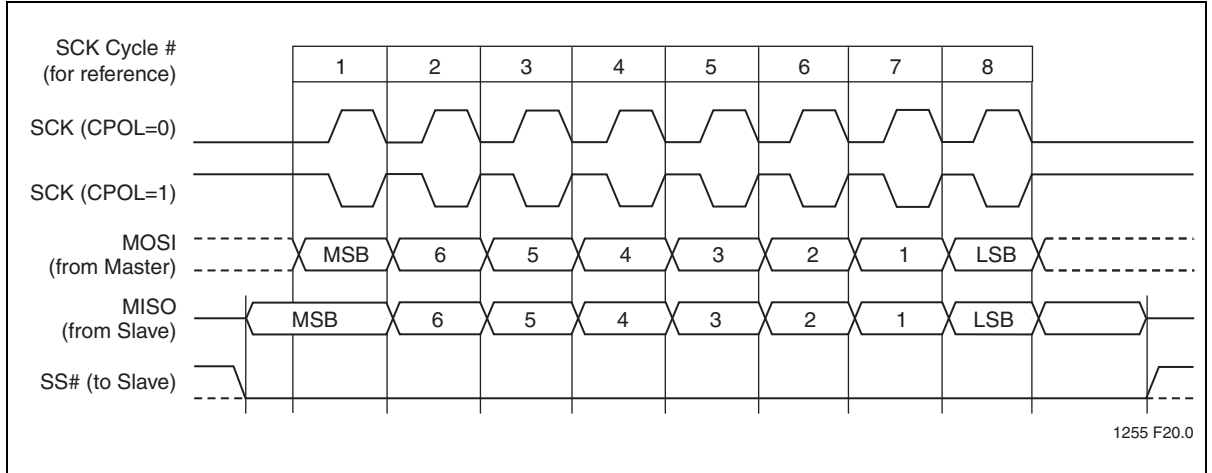 SCK Cycle #
(for reference)
1 2 3 4 5 6 7 8
SCK (CPOL=0)
SCK (CPOL=1)
MOSI
(from Master)
MSB 6 5 4 3 2 1 LSB
MISO
(from Slave)
MSB 6 5 4 3 2 1 LSB
SS# (to Slave)
1255 F20.0